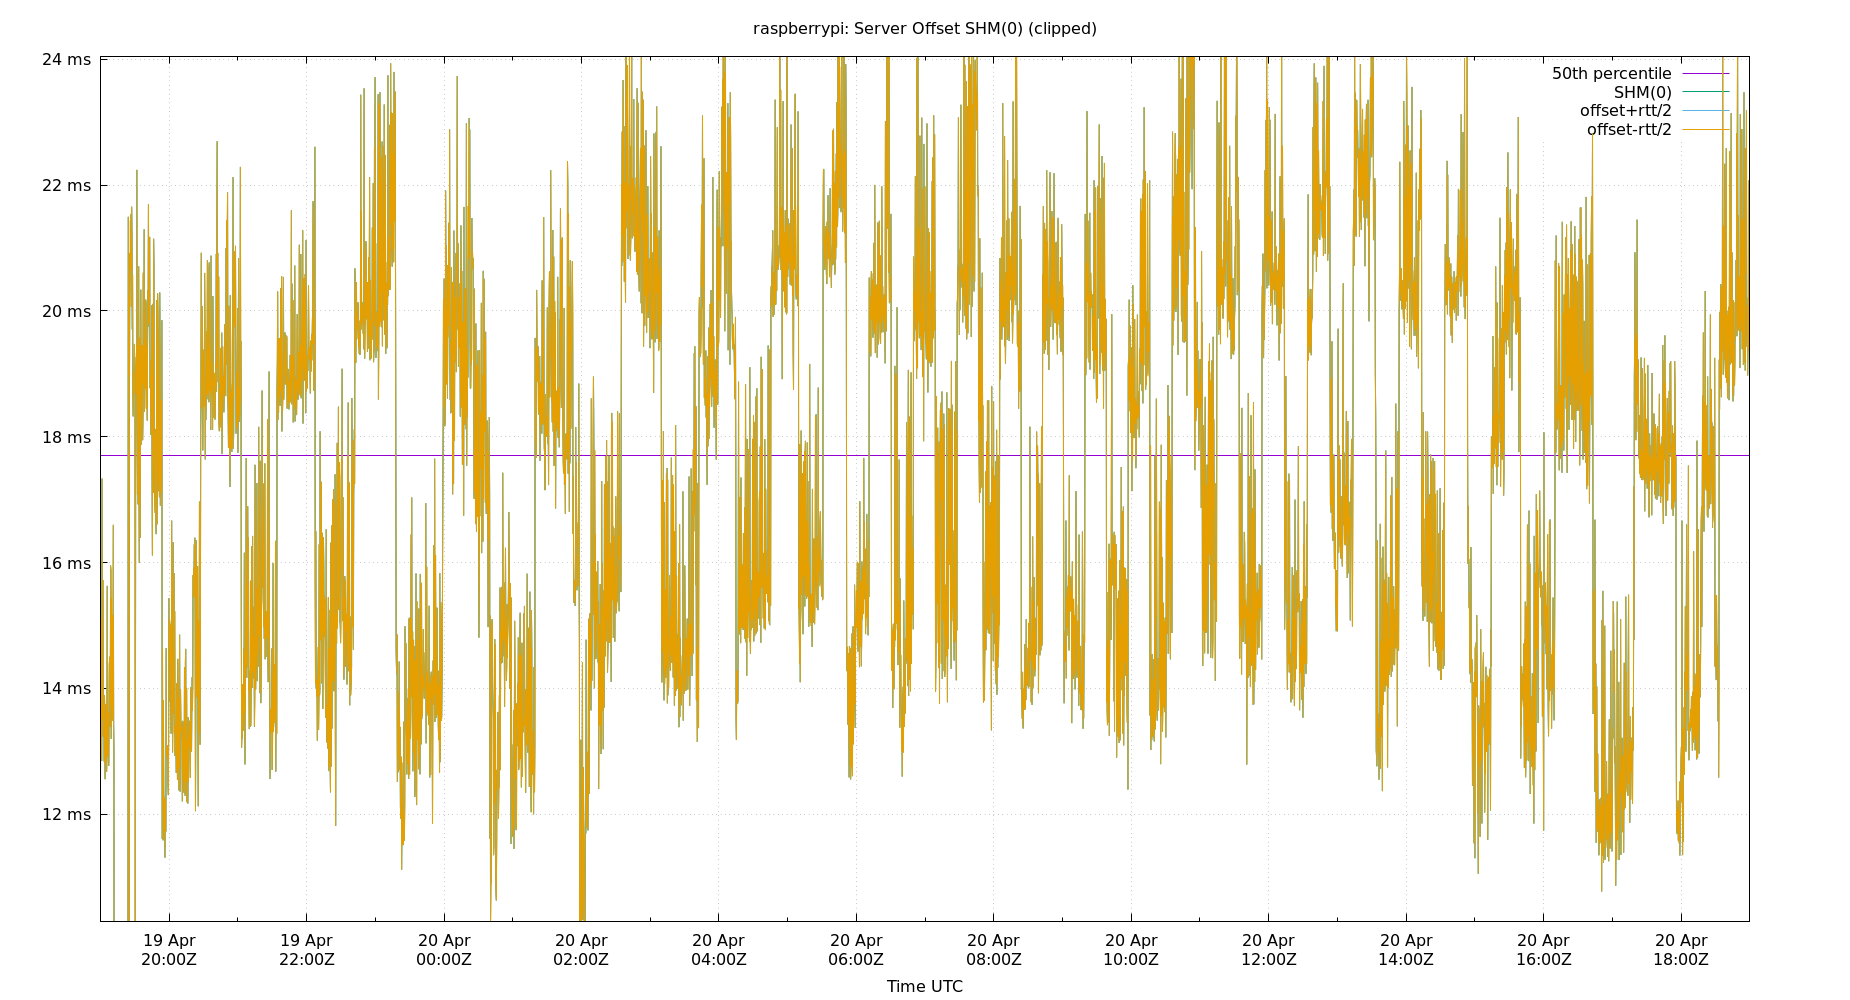 raspberrypi: Server Offset SHM(0) (clipped)
24 ms
22 ms
20 ms
18 ms
16 ms
14 ms
12 ms
50th percentile
SHM(0)
offset+rtt/2
offset-rtt/2
19 Apr
20:00Z
19 Apr
22:00Z
20 Apr
00:00Z
20 Apr
02:00Z
20 Apr
04:00Z
20 Apr
06:00Z
20 Apr
08:00Z
20 Apr
10:00Z
20 Apr
12:00Z
20 Apr
14:00Z
20 Apr
16:00Z
20 Apr
18:00Z
Time UTC